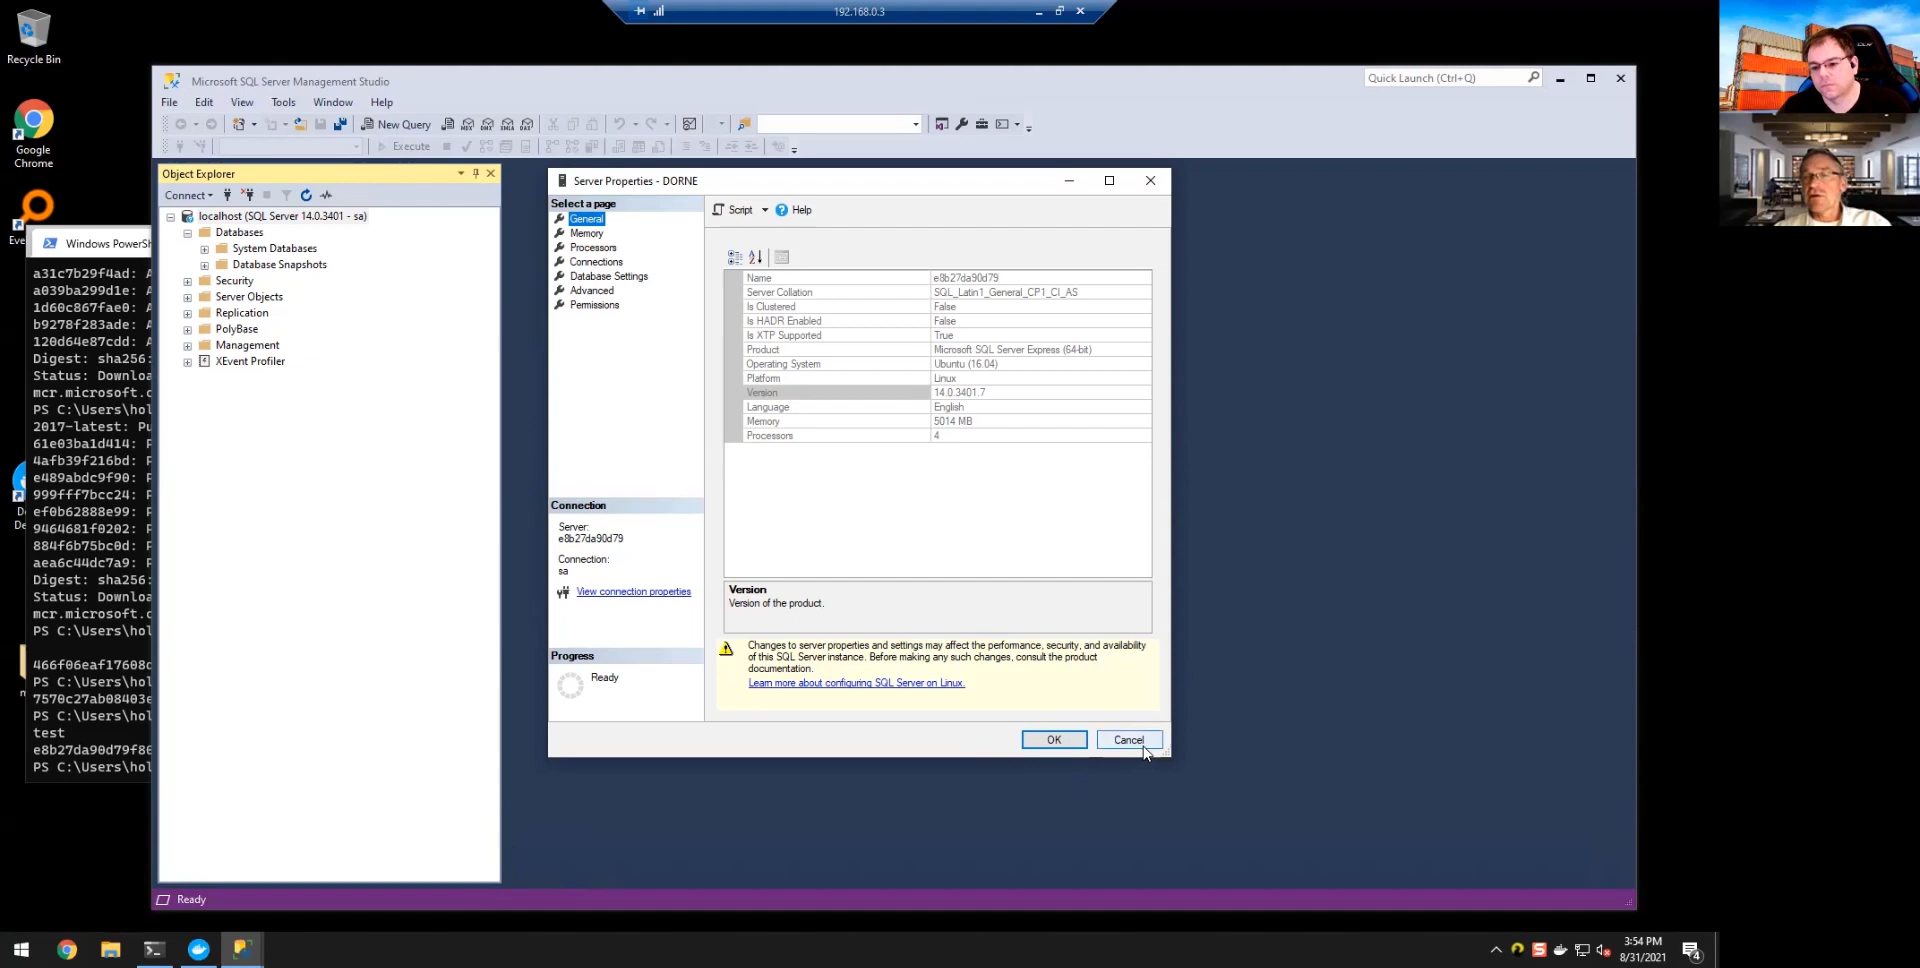 192.168.0.3
Recycle Bin
Google
Chrome
Microsoft SQL Server Management Studio
Quick Launch (Ctrl+Q)
File Edit View Tools Window Help
New Query
Execute
Object Explorer
Connect
localhost (SQL Server 14.0.3401 - sa)
Databases
System Databases
Database Snapshots
Security
Server Objects
Replication
PolyBase
Management
XEvent Profiler
Windows PowerSh
a31c7b29f4ad: A
a039ba299d1e: A
1d60c867fae0: A
b9278f283ade: A
120d64e87cdd: A
Digest: sha256:
Status: Downloa
mcr.microsoft.c
PS C:\Users\hol
2017-latest: Pu
61e03ba1d414: P
4afb39f216bd: P
e489abdc9f90: P
999fff7bcc24: P
ef0b62888e99: P
9464681f0202: P
884f6b75bc0d: P
aea6c44dc7a9: P
Digest: sha256:
Status: Downloa
mcr.microsoft.c
PS C:\Users\hol
466f06eaf17608d
PS C:\Users\hol
7570c27ab08403e
PS C:\Users\hol
test
e8b27da90d79f80
PS C:\Users\hol
Server Properties - DORNE
Select a page
General
Memory
Processors
Connections
Database Settings
Advanced
Permissions
Script Help
Name e8b27da90d79
Server Collation SQL_Latin1_General_CP1_CI_AS
Is Clustered False
Is HADR Enabled False
Is XTP Supported True
Product Microsoft SQL Server Express (64-bit)
Operating System Ubuntu (16.04)
Platform Linux
Version 14.0.3401.7
Language English
Memory 5014 MB
Processors 4
Connection
Server:
e8b27da90d79
Connection:
sa
View connection properties
Version
Version of the product.
Progress
Ready
Changes to server properties and settings may affect the performance, security, and availability
of this SQL Server instance. Before making any such changes, consult the product
documentation.
Learn more about configuring SQL Server on Linux.
OK Cancel
Ready
3:54 PM
8/31/2021
4